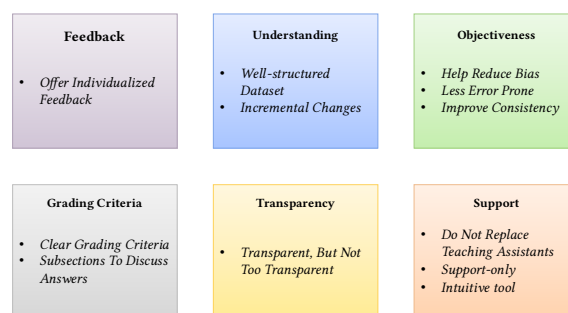 Feedback
• Offer Individualized
Feedback
Understanding
• Well-structured
Dataset
• Incremental Changes
Objectiveness
• Help Reduce Bias
• Less Error Prone
• Improve Consistency
Grading Criteria
• Clear Grading Criteria
• Subsections To Discuss
Answers
Transparency
• Transparent, But Not
Too Transparent
Support
• Do Not Replace
Teaching Assistants
• Support-only
• Intuitive tool